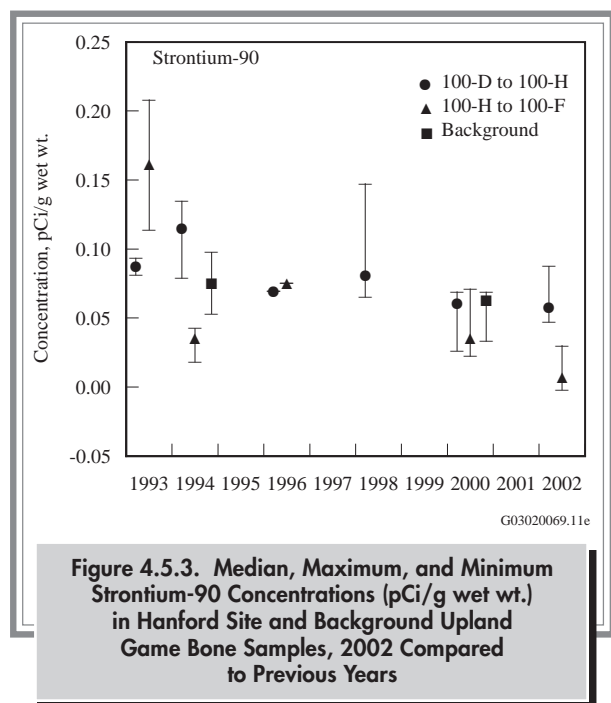 0.25
Strontium-90
100-D to 100-H
100-H to 100-F
Background
0.20
0.15
0.10
0.05
0.00
-0.05
Concentration, pCi/g wet wt.
1993 1994 1995 1996 1997 1998 1999 2000 2001 2002
G03020069.11e
Figure 4.5.3. Median, Maximum, and Minimum
Strontium-90 Concentrations (pCi/g wet wt.)
in Hanford Site and Background Upland
Game Bone Samples, 2002 Compared
to Previous Years